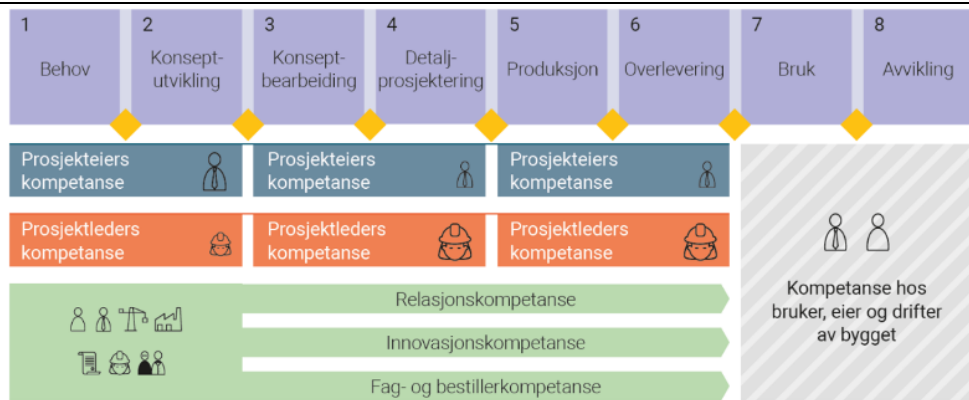 1
Behov
2
Konsept-
utvikling
3
Konsept-
bearbeiding
4
Detalj-
prosjektering
5
Produksjon
6
Overlevering
7
Bruk
8
Avvikling
Prosjekteiers
kompetanse
Prosjekteiers
kompetanse
Prosjekteiers
kompetanse
Prosjektleders
kompetanse
Prosjektleders
kompetanse
Prosjektleders
kompetanse
Relasjonskompetanse
Innovasjonskompetanse
Fag- og bestillerkompetanse
Kompetanse hos
bruker, eier og drifter
av bygget